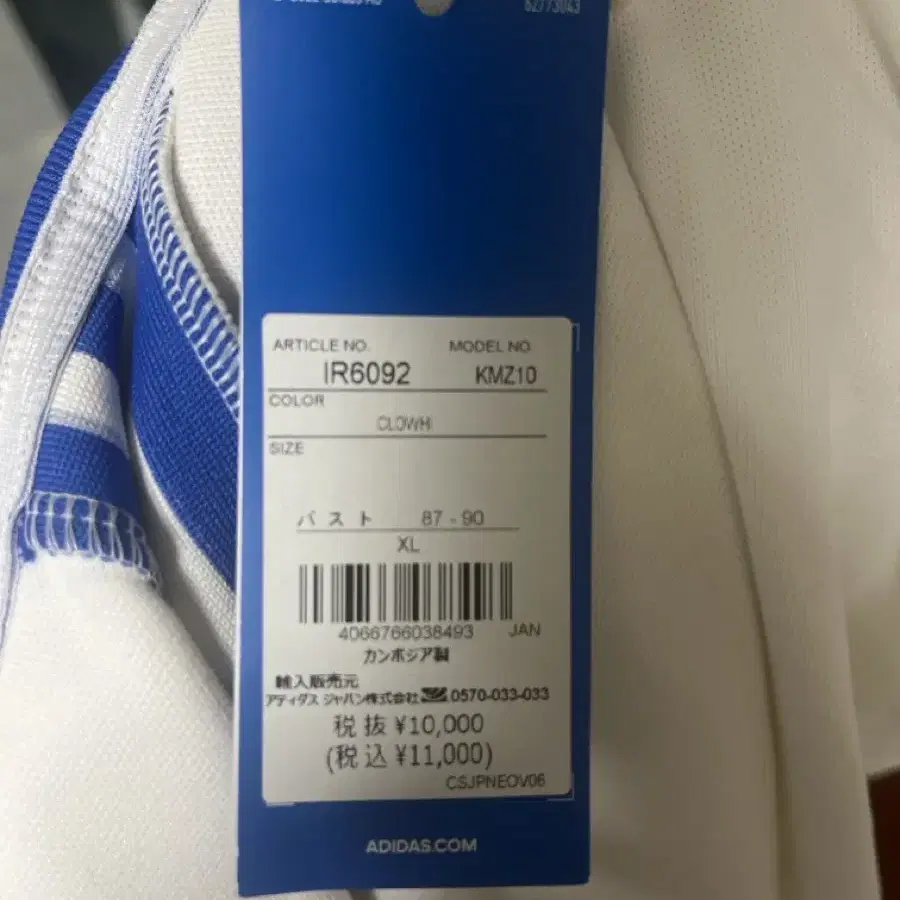 62773043
ARTICLE NO.
MODEL NO.
IR6092
KMZ10
COLOR
CLOWHI
SIZE
バスト 87 - 90
XL
4066766038493 JAN
カンボジア製
輸入販売元
アディダス ジャパン株式会社 0570-033-033
税抜 ¥10,000
(税込 ¥11,000)
CSJPNEOV06
ADIDAS.COM